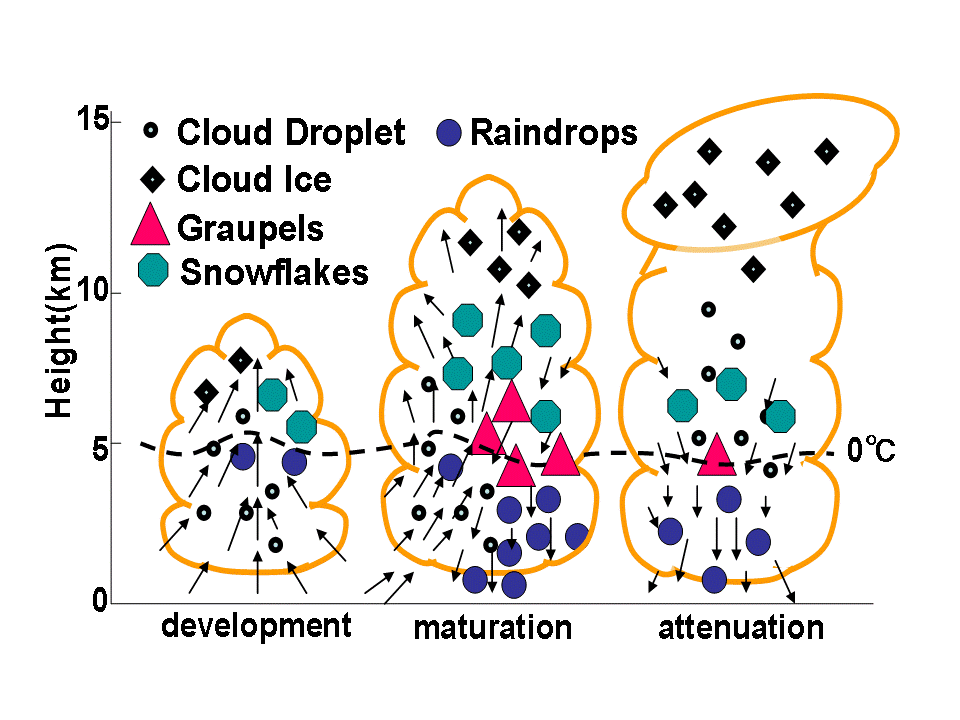 15
Cloud Droplet
Raindrops
Cloud Ice
Graupels
Snowflakes
Height(km)
10
5
0℃
0
development
maturation
attenuation